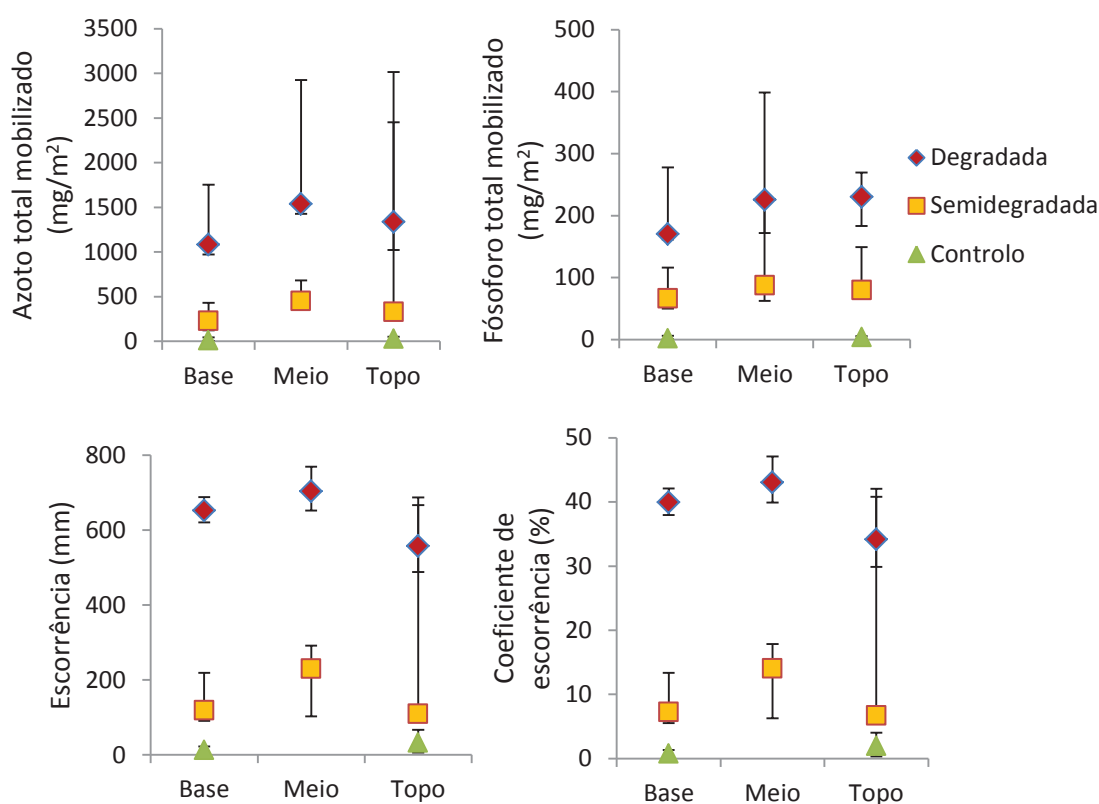 Azoto total mobilizado
(mg/m²)
3500
3000
2500
2000
1500
1000
500
0
Base Meio Topo
Fósoforo total mobilizado
(mg/m²)
500
400
300
200
100
0
Base Meio Topo
Degradada
Semidegradada
Controlo
Escorrência (mm)
800
600
400
200
0
Base Meio Topo
Coeficiente de
escorrência (%)
50
40
30
20
10
0
Base Meio Topo